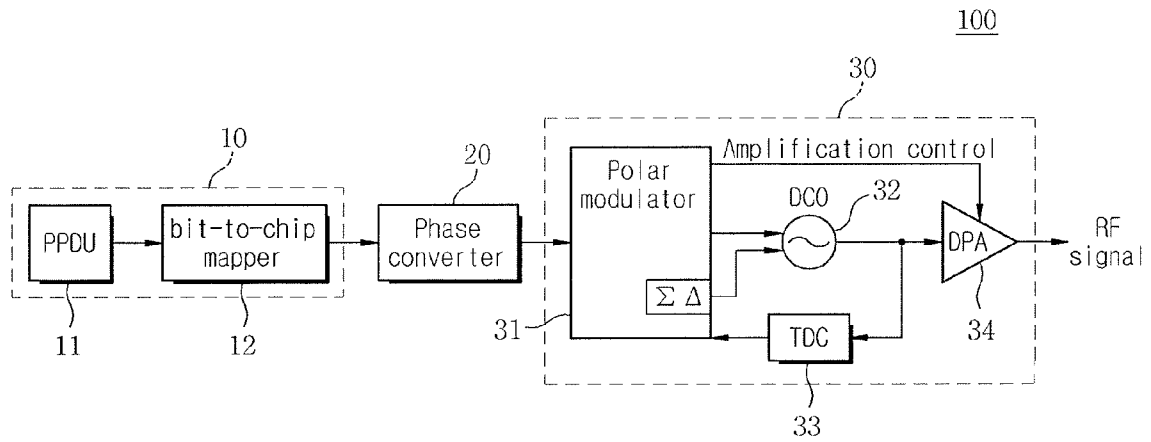 100
30
10
20
Amplification control
Polar
modulator
DCO
32
PPDU
bit-to-chip
mapper
Phase
converter
DPA
RF
signal
Σ Δ
31
TDC
34
11
12
33